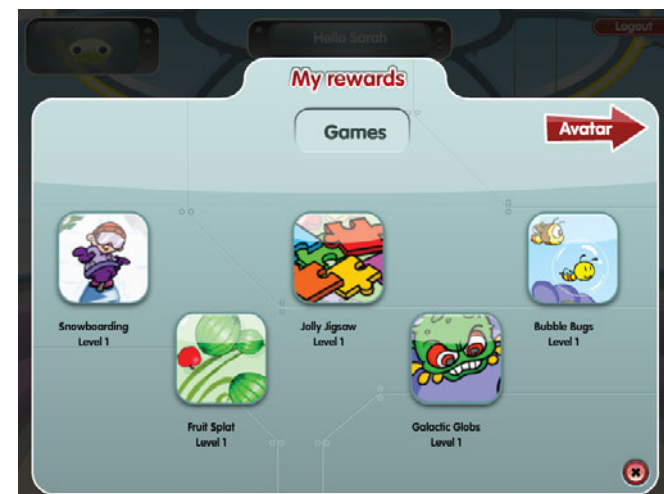 Hello Sarah
Logout
My rewards
Games
Avatar
Snowboarding
Level 1
Jolly Jigsaw
Level 1
Bubble Bugs
Level 1
Fruit Splat
Level 1
Galactic Globs
Level 1